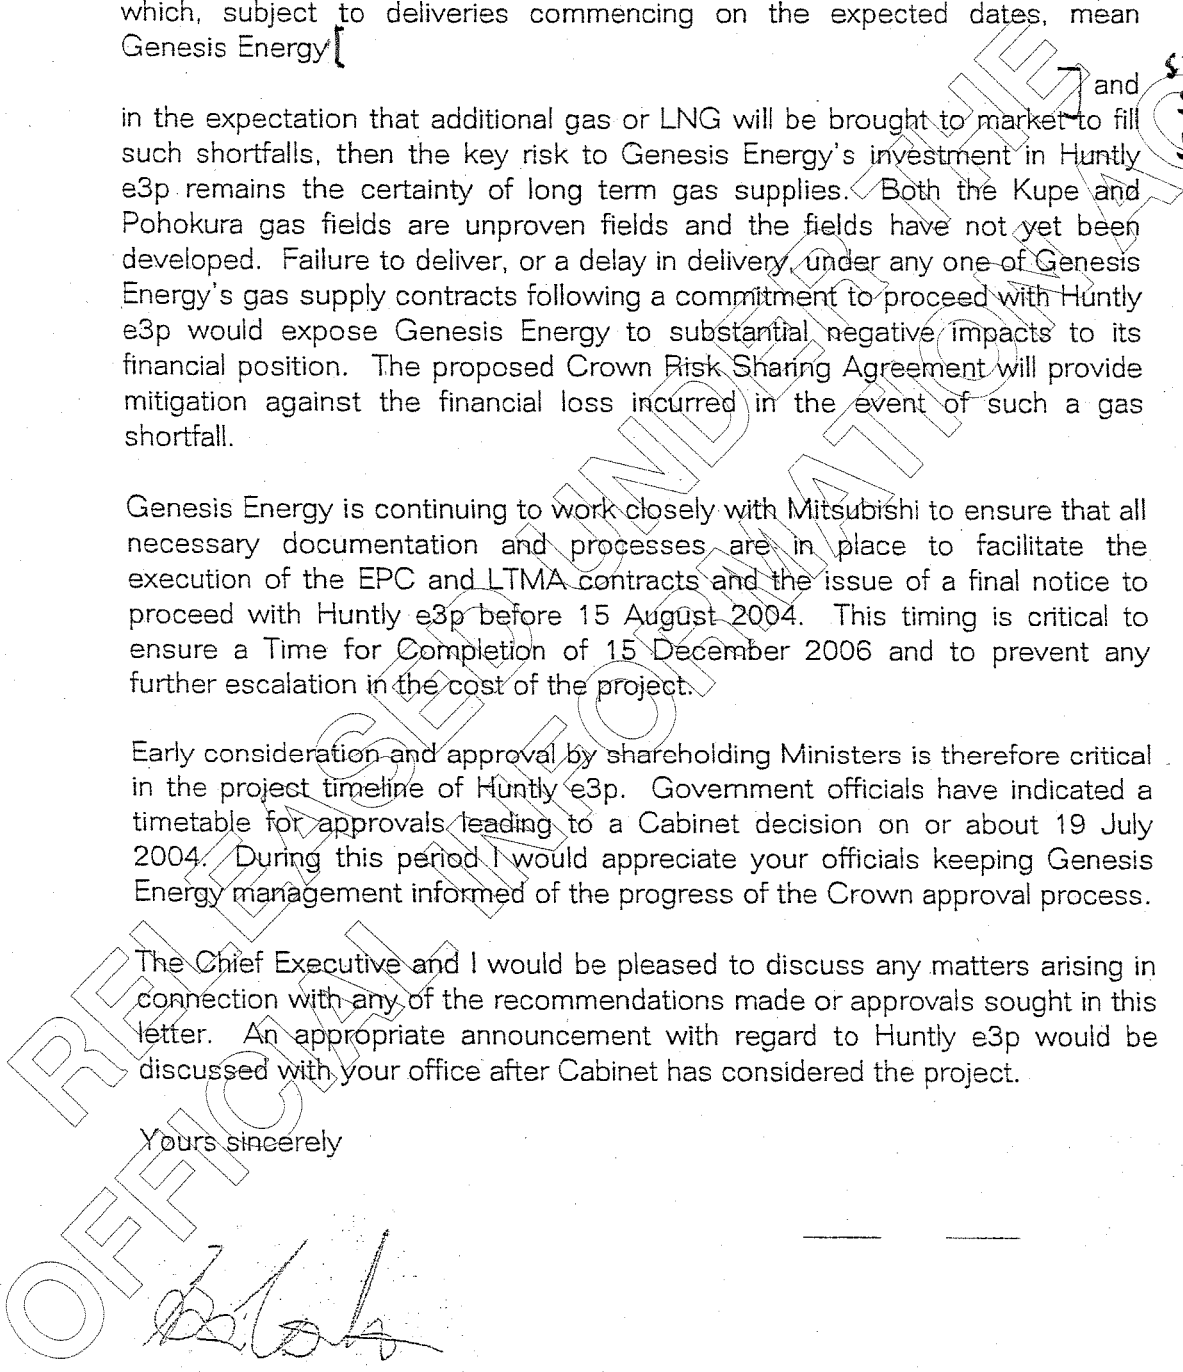 which, subject to deliveries commencing on the expected dates, mean
Genesis Energy [
] and
in the expectation that additional gas or LNG will be brought to market to fill
such shortfalls, then the key risk to Genesis Energy's investment in Huntly
e3p remains the certainty of long term gas supplies. Both the Kupe and
Pohokura gas fields are unproven fields and the fields have not yet been
developed. Failure to deliver, or a delay in delivery, under any one of Genesis
Energy's gas supply contracts following a commitment to proceed with Huntly
e3p would expose Genesis Energy to substantial negative impacts to its
financial position. The proposed Crown Risk Sharing Agreement will provide
mitigation against the financial loss incurred in the event of such a gas
shortfall.
Genesis Energy is continuing to work closely with Mitsubishi to ensure that all
necessary documentation and processes are in place to facilitate the
execution of the EPC and LTMA contracts and the issue of a final notice to
proceed with Huntly e3p before 15 August 2004. This timing is critical to
ensure a Time for Completion of 15 December 2006 and to prevent any
further escalation in the cost of the project.
Early consideration and approval by shareholding Ministers is therefore critical
in the project timeline of Huntly e3p. Government officials have indicated a
timetable for approvals leading to a Cabinet decision on or about 19 July
2004. During this period I would appreciate your officials keeping Genesis
Energy management informed of the progress of the Crown approval process.
The Chief Executive and I would be pleased to discuss any matters arising in
connection with any of the recommendations made or approvals sought in this
letter. An appropriate announcement with regard to Huntly e3p would be
discussed with your office after Cabinet has considered the project.
Yours sincerely
RELEASED UNDER THE
OFFICIAL INFORMATION AC